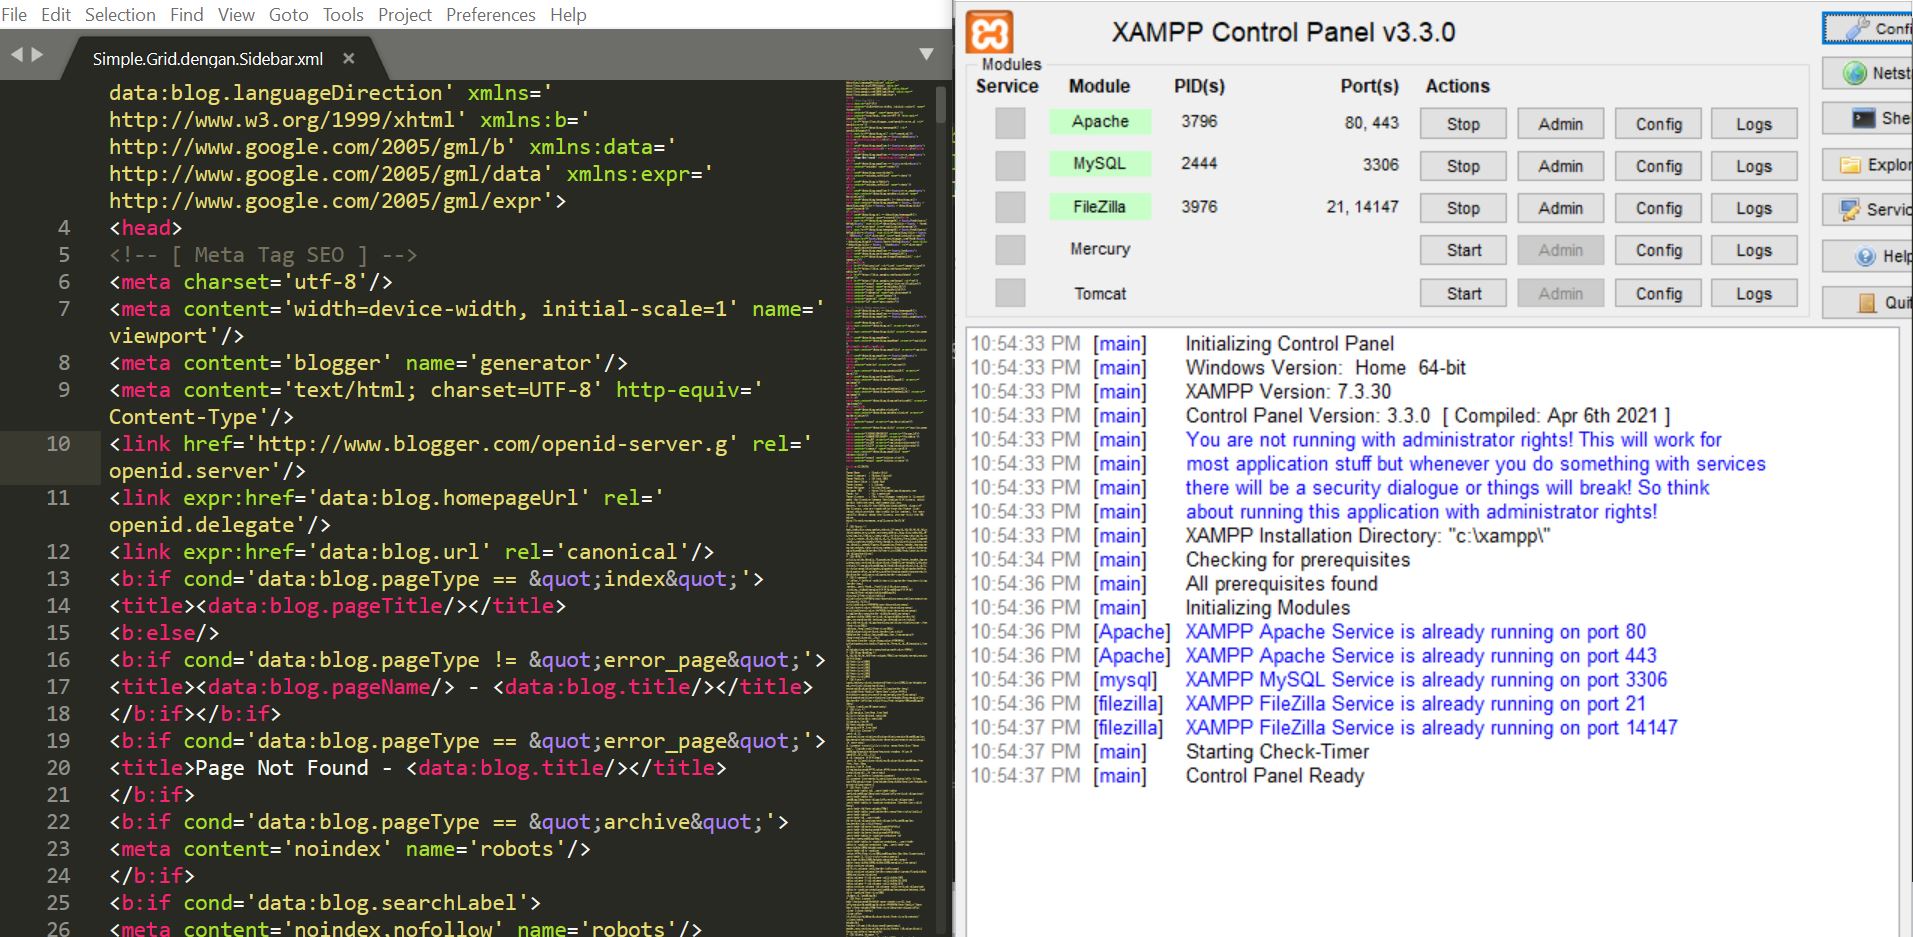 File Edit Selection Find View Goto Tools Project Preferences Help
Simple.Grid.dengan.Sidebar.xml ×
data:blog.languageDirection' xmlns='
http://www.w3.org/1999/xhtml' xmlns:b='
http://www.google.com/2005/gml/b' xmlns:data='
http://www.google.com/2005/gml/data' xmlns:expr='
http://www.google.com/2005/gml/expr'>
4 <head>
5 <!-- [ Meta Tag SEO ] -->
6 <meta charset='utf-8'/>
7 <meta content='width=device-width, initial-scale=1' name='
viewport'/>
8 <meta content='blogger' name='generator'/>
9 <meta content='text/html; charset=UTF-8' http-equiv='
Content-Type'/>
10 <link href='http://www.blogger.com/openid-server.g' rel='
openid.server'/>
11 <link expr:href='data:blog.homepageUrl' rel='
openid.delegate'/>
12 <link expr:href='data:blog.url' rel='canonical'/>
13 <b:if cond='data:blog.pageType == &quot;index&quot;'>
14 <title><data:blog.pageTitle/></title>
15 <b:else/>
16 <b:if cond='data:blog.pageType != &quot;error_page&quot;'>
17 <title><data:blog.pageName/> - <data:blog.title/></title>
18 </b:if></b:if>
19 <b:if cond='data:blog.pageType == &quot;error_page&quot;'>
20 <title>Page Not Found - <data:blog.title/></title>
21 </b:if>
22 <b:if cond='data:blog.pageType == &quot;archive&quot;'>
23 <meta content='noindex' name='robots'/>
24 </b:if>
25 <b:if cond='data:blog.searchLabel'>
26 <meta content='noindex,nofollow' name='robots'/>
XAMPP Control Panel v3.3.0
Confi
Modules
Service Module PID(s) Port(s) Actions
Netst
Apache 3796 80, 443 Stop Admin Config Logs
She
MySQL 2444 3306 Stop Admin Config Logs
Explor
FileZilla 3976 21, 14147 Stop Admin Config Logs
Servic
Mercury Start Admin Config Logs
Help
Tomcat Start Admin Config Logs
Qui
10:54:33 PM [main] Initializing Control Panel
10:54:33 PM [main] Windows Version: Home 64-bit
10:54:33 PM [main] XAMPP Version: 7.3.30
10:54:33 PM [main] Control Panel Version: 3.3.0 [ Compiled: Apr 6th 2021 ]
10:54:33 PM [main] You are not running with administrator rights! This will work for
10:54:33 PM [main] most application stuff but whenever you do something with services
10:54:33 PM [main] there will be a security dialogue or things will break! So think
10:54:33 PM [main] about running this application with administrator rights!
10:54:33 PM [main] XAMPP Installation Directory: "c:\xampp\"
10:54:34 PM [main] Checking for prerequisites
10:54:36 PM [main] All prerequisites found
10:54:36 PM [main] Initializing Modules
10:54:36 PM [Apache] XAMPP Apache Service is already running on port 80
10:54:36 PM [Apache] XAMPP Apache Service is already running on port 443
10:54:36 PM [mysql] XAMPP MySQL Service is already running on port 3306
10:54:36 PM [filezilla] XAMPP FileZilla Service is already running on port 21
10:54:37 PM [filezilla] XAMPP FileZilla Service is already running on port 14147
10:54:37 PM [main] Starting Check-Timer
10:54:37 PM [main] Control Panel Ready